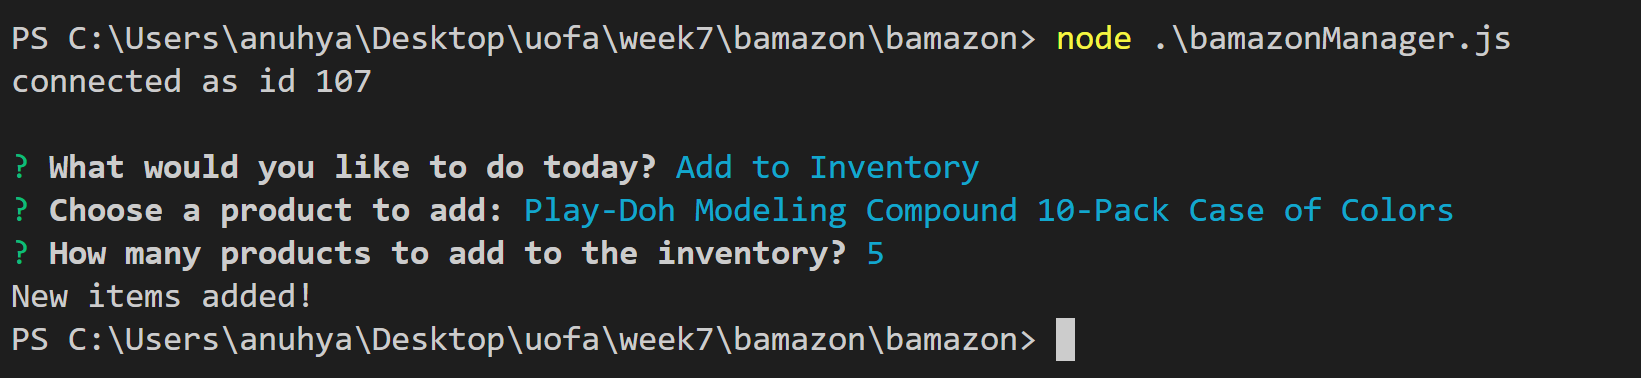 PS C:\Users\anuhya\Desktop\uofa\week7\bamazon\bamazon> node .\bamazonManager.js
connected as id 107
? What would you like to do today? Add to Inventory
? Choose a product to add: Play-Doh Modeling Compound 10-Pack Case of Colors
? How many products to add to the inventory? 5
New items added!
PS C:\Users\anuhya\Desktop\uofa\week7\bamazon\bamazon>